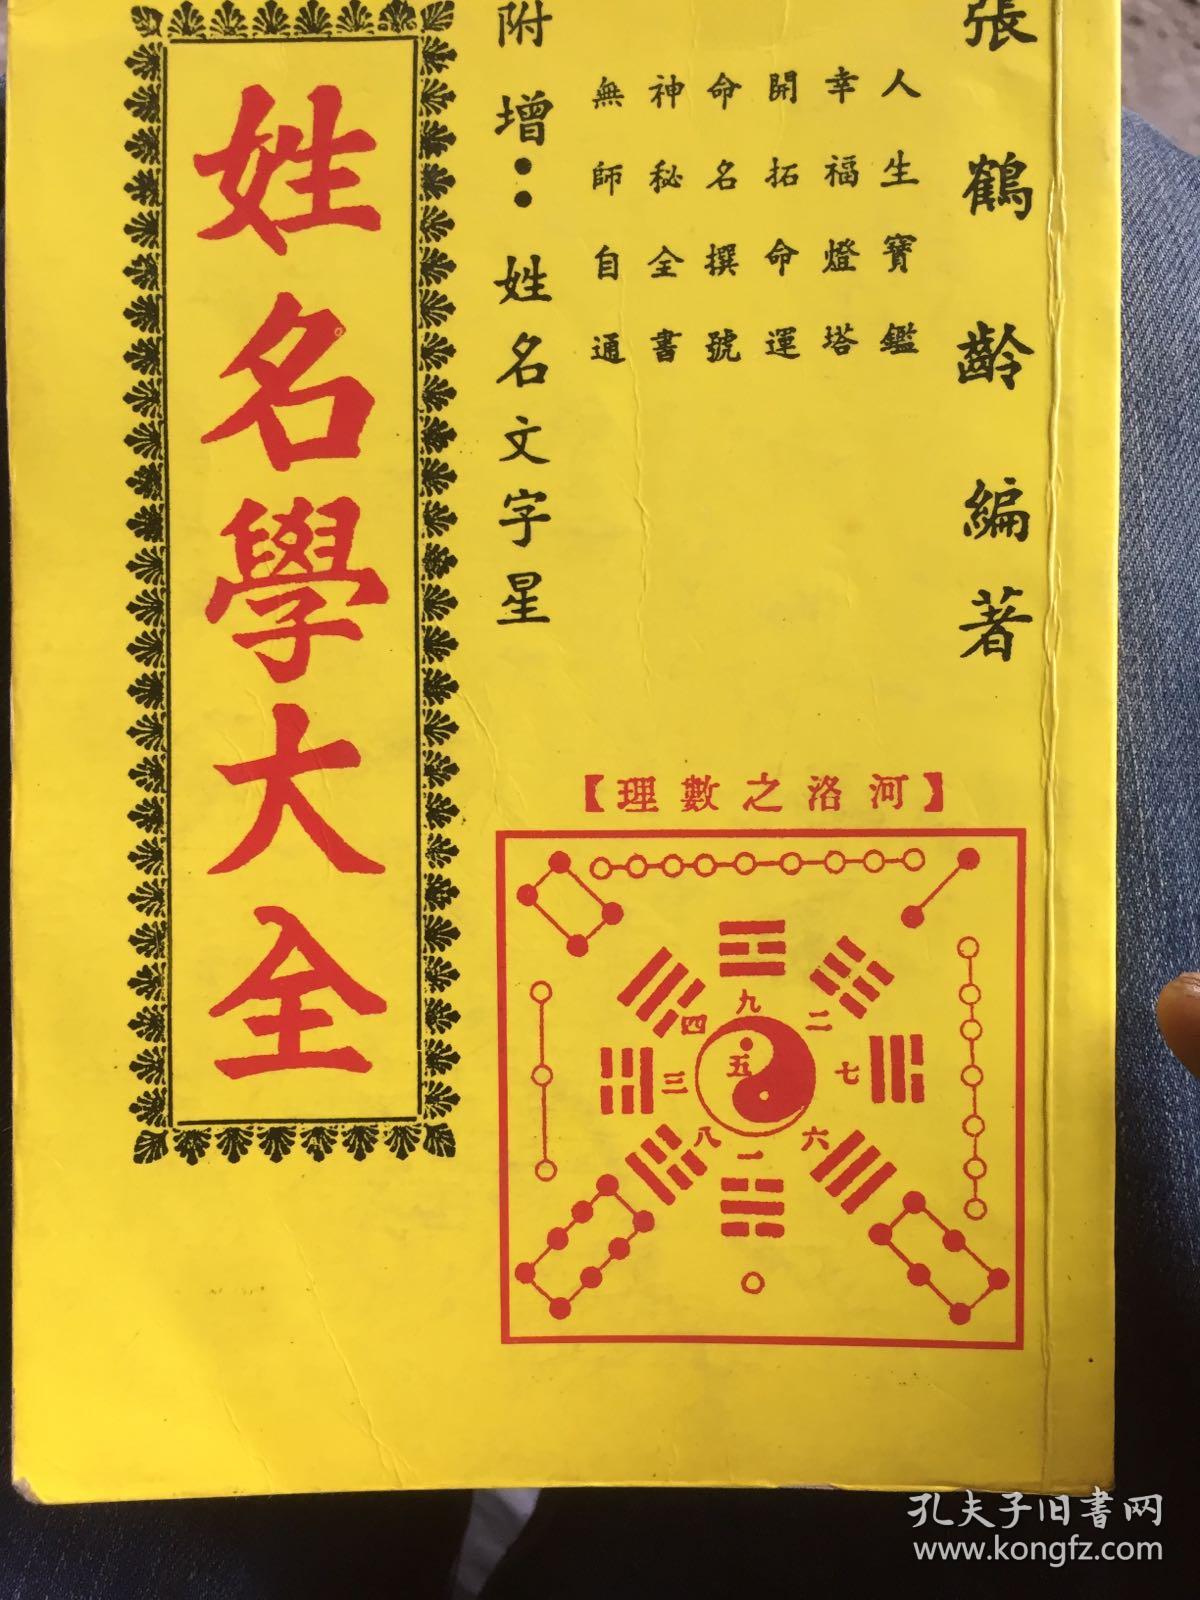 張鶴齡編著
人生寶鑑
幸福燈塔
開拓命運
命名撰號
神秘全書
無師自通
附增：姓名文字星
姓名學大全
【河洛之數理】
九
四
二
三
五
七
八
一
六
孔夫子旧书网
www.kongfz.com